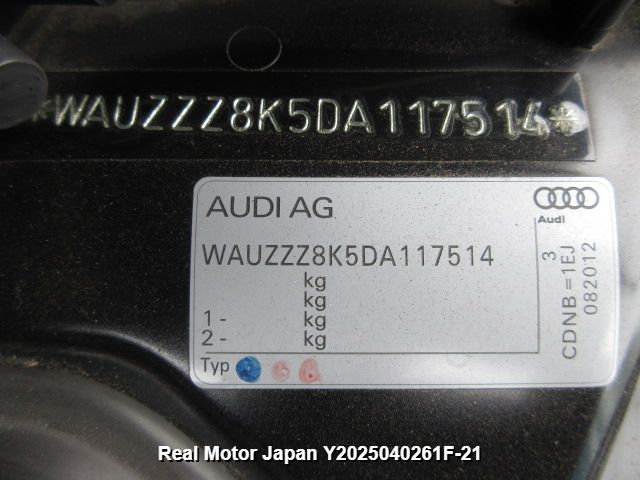 *WAUZZZ8K5DA117514*
AUDI AG
Audi
WAUZZZ8K5DA117514
kg
kg
1 - kg
2 - kg
Typ
3
CDNB = 1EJ
082012
Real Motor Japan Y2025040261F-21